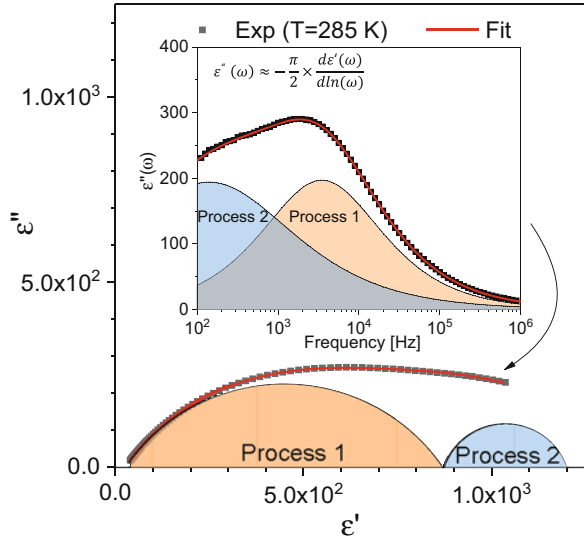 Exp (T=285 K) Fit
400
ε″(ω) ≈ −π/2 × dε′(ω)/dln(ω)
300
200
100
0
ε″(ω)
Process 2
Process 1
10² 10³ 10⁴ 10⁵ 10⁶
Frequency [Hz]
1.0x10³
5.0x10²
0.0
ε″
Process 1
Process 2
0.0 5.0x10² 1.0x10³
ε'